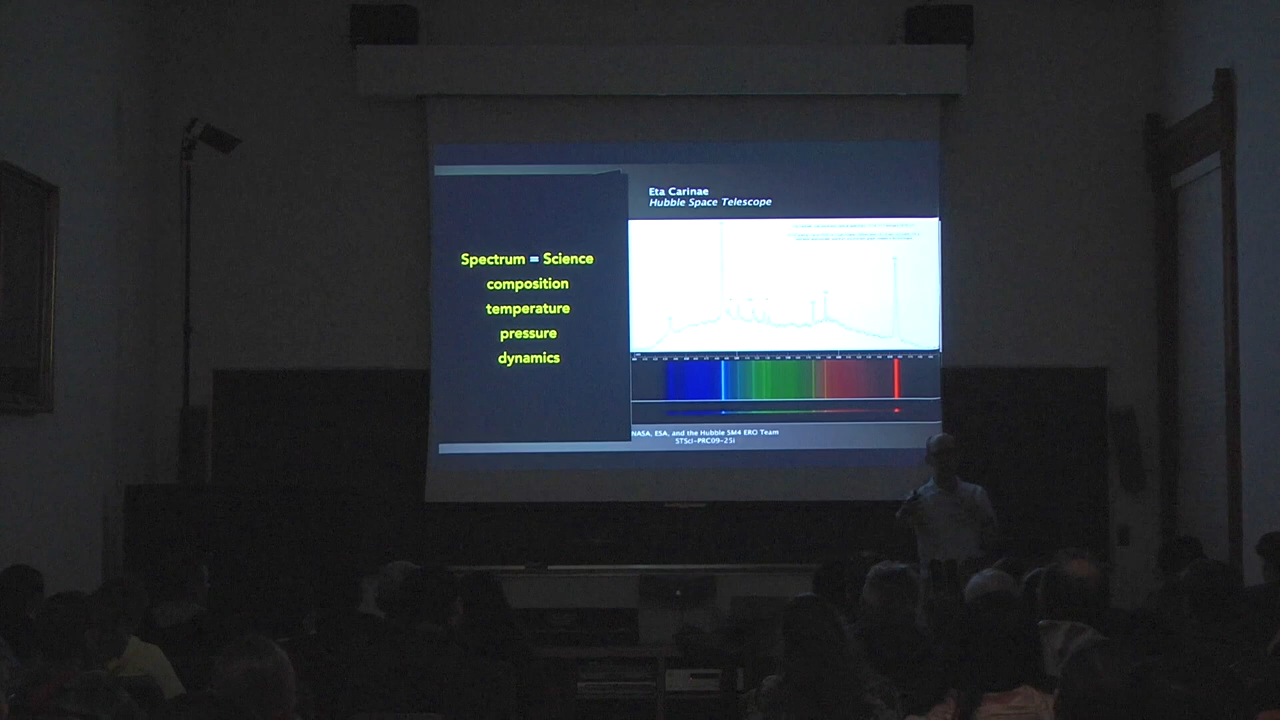 Eta Carinae
Hubble Space Telescope
Spectrum = Science
composition
temperature
pressure
dynamics
NASA, ESA, and the Hubble SM4 ERO Team
STScI-PRC09-25i